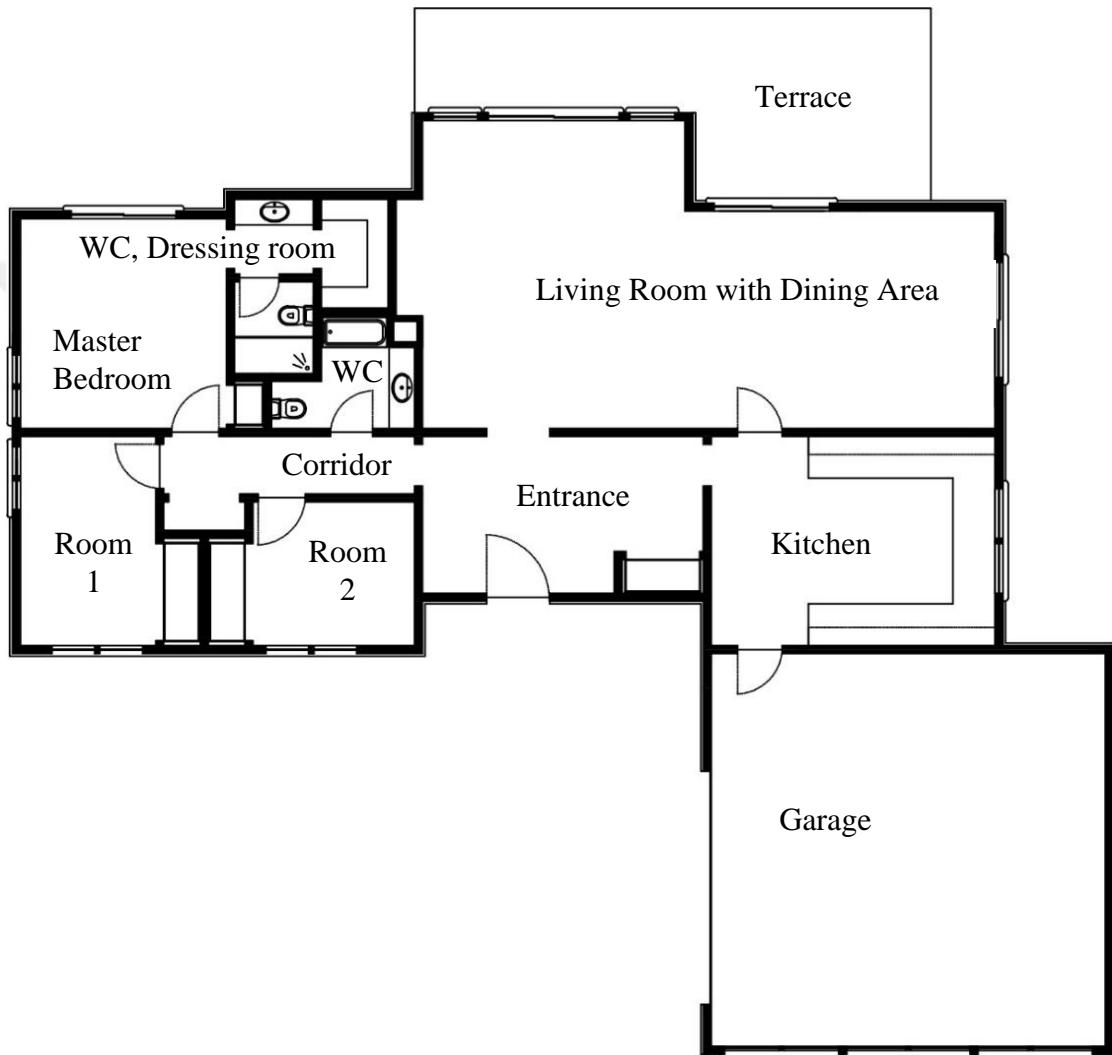 Terrace
WC, Dressing room
Living Room with Dining Area
Master
Bedroom
WC
Corridor
Entrance
Room
1
Room
2
Kitchen
Garage